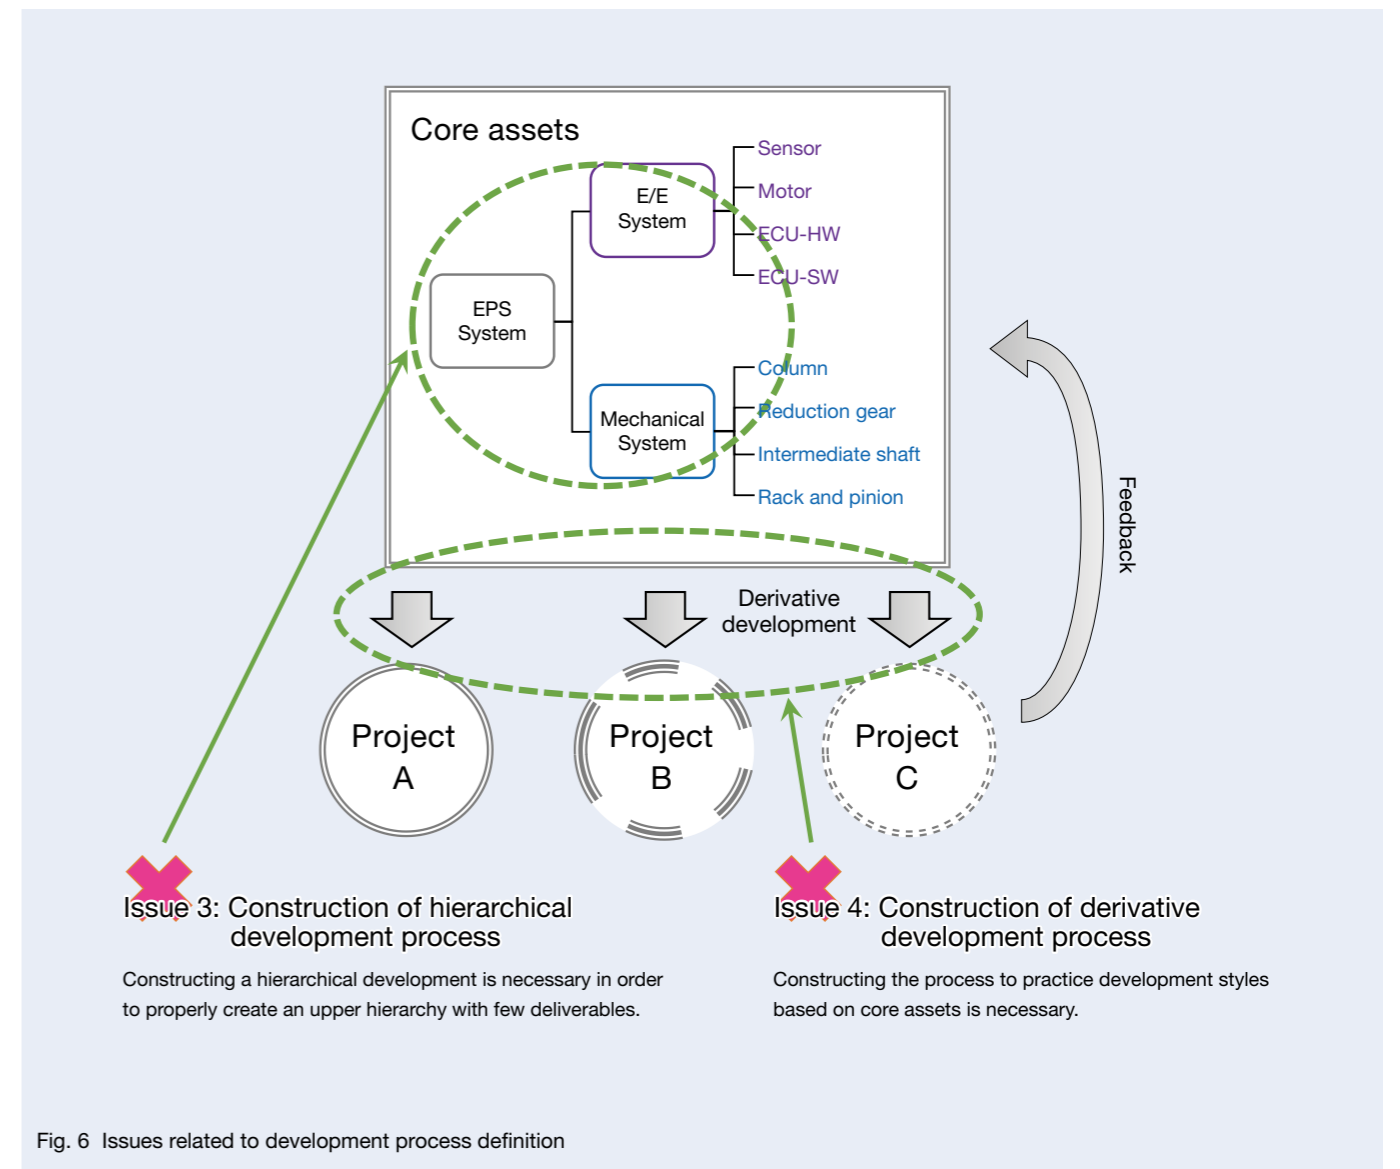 Core assets
EPS
System
E/E
System
Sensor
Motor
ECU-HW
ECU-SW
Mechanical
System
Column
Reduction gear
Intermediate shaft
Rack and pinion
Feedback
Derivative
development
Project
A
Project
B
Project
C
Issue 3: Construction of hierarchical
development process
Constructing a hierarchical development is necessary in order
to properly create an upper hierarchy with few deliverables.
Issue 4: Construction of derivative
development process
Constructing the process to practice development styles
based on core assets is necessary.
Fig. 6 Issues related to development process definition